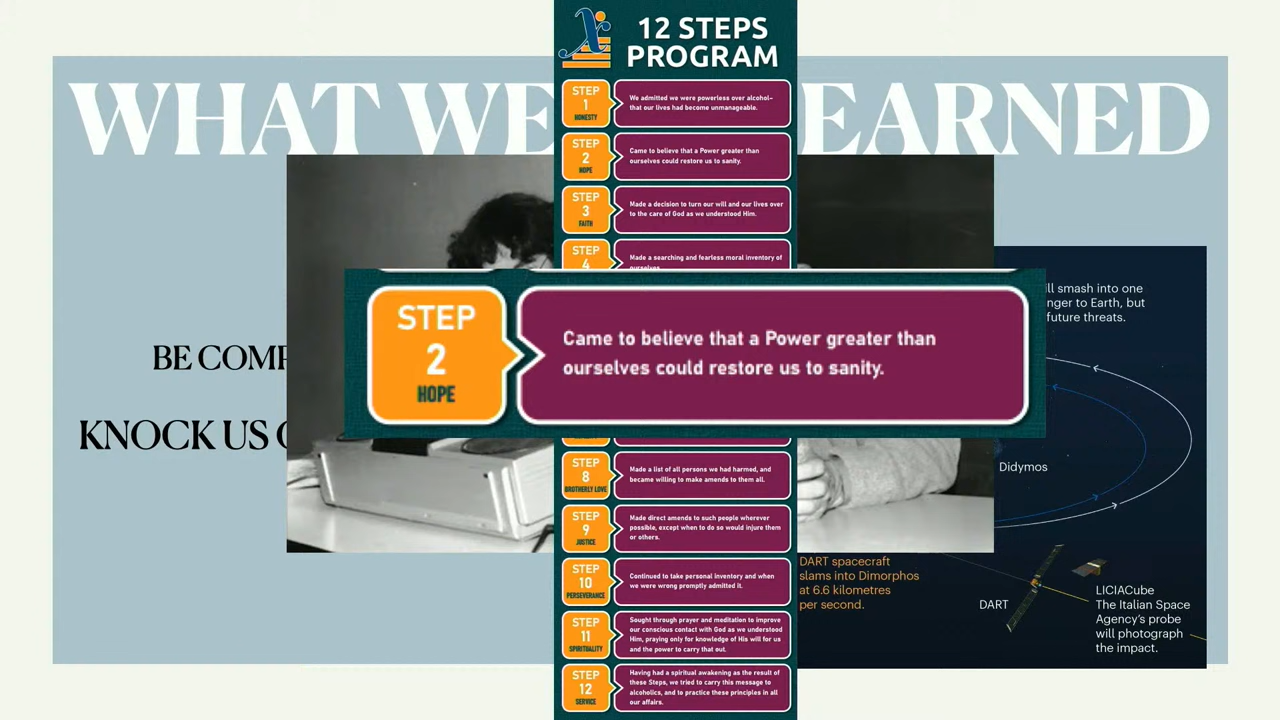 12 STEPS
PROGRAM
WHAT WE
EARNED
STEP
1
HONESTY
We admitted we were powerless over alcohol–
that our lives had become unmanageable.
STEP
2
HOPE
Came to believe that a Power greater than
ourselves could restore us to sanity.
STEP
3
FAITH
Made a decision to turn our will and our lives over
to the care of God as we understood Him.
STEP
4
Made a searching and fearless moral inventory of
ourselves
STEP
2
HOPE
Came to believe that a Power greater than
ourselves could restore us to sanity.
BE
KNOCK US
smash into one
to Earth, but
future threats.
Didymos
STEP
8
BROTHERLY LOVE
Made a list of all persons we had harmed, and
became willing to make amends to them all.
STEP
9
JUSTICE
Made direct amends to such people wherever
possible, except when to do so would injure them
or others.
STEP
10
PERSEVERANCE
Continued to take personal inventory and when
we were wrong promptly admitted it.
STEP
11
SPIRITUALITY
Sought through prayer and meditation to improve
our conscious contact with God as we understood
Him, praying only for knowledge of His will for us
and the power to carry that out.
STEP
12
SERVICE
Having had a spiritual awakening as the result of
these Steps, we tried to carry this message to
alcoholics, and to practice these principles in all
our affairs.
DART spacecraft
slams into Dimorphos
at 6.6 kilometres
per second.
DART
LICIACube
The Italian Space
Agency's probe
will photograph
the impact.